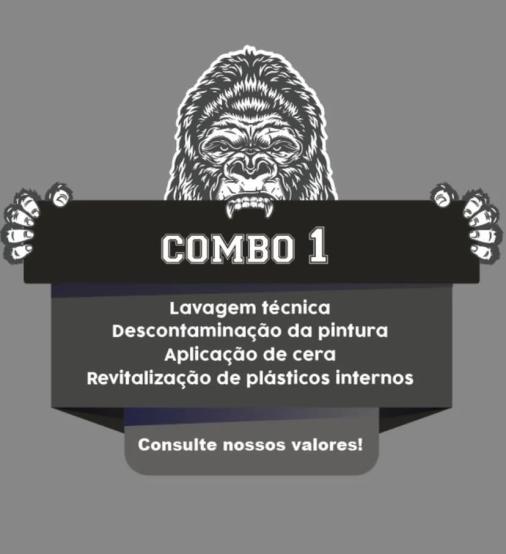 COMBO 1
Lavagem técnica
Descontaminação da pintura
Aplicação de cera
Revitalização de plásticos internos
Consulte nossos valores!